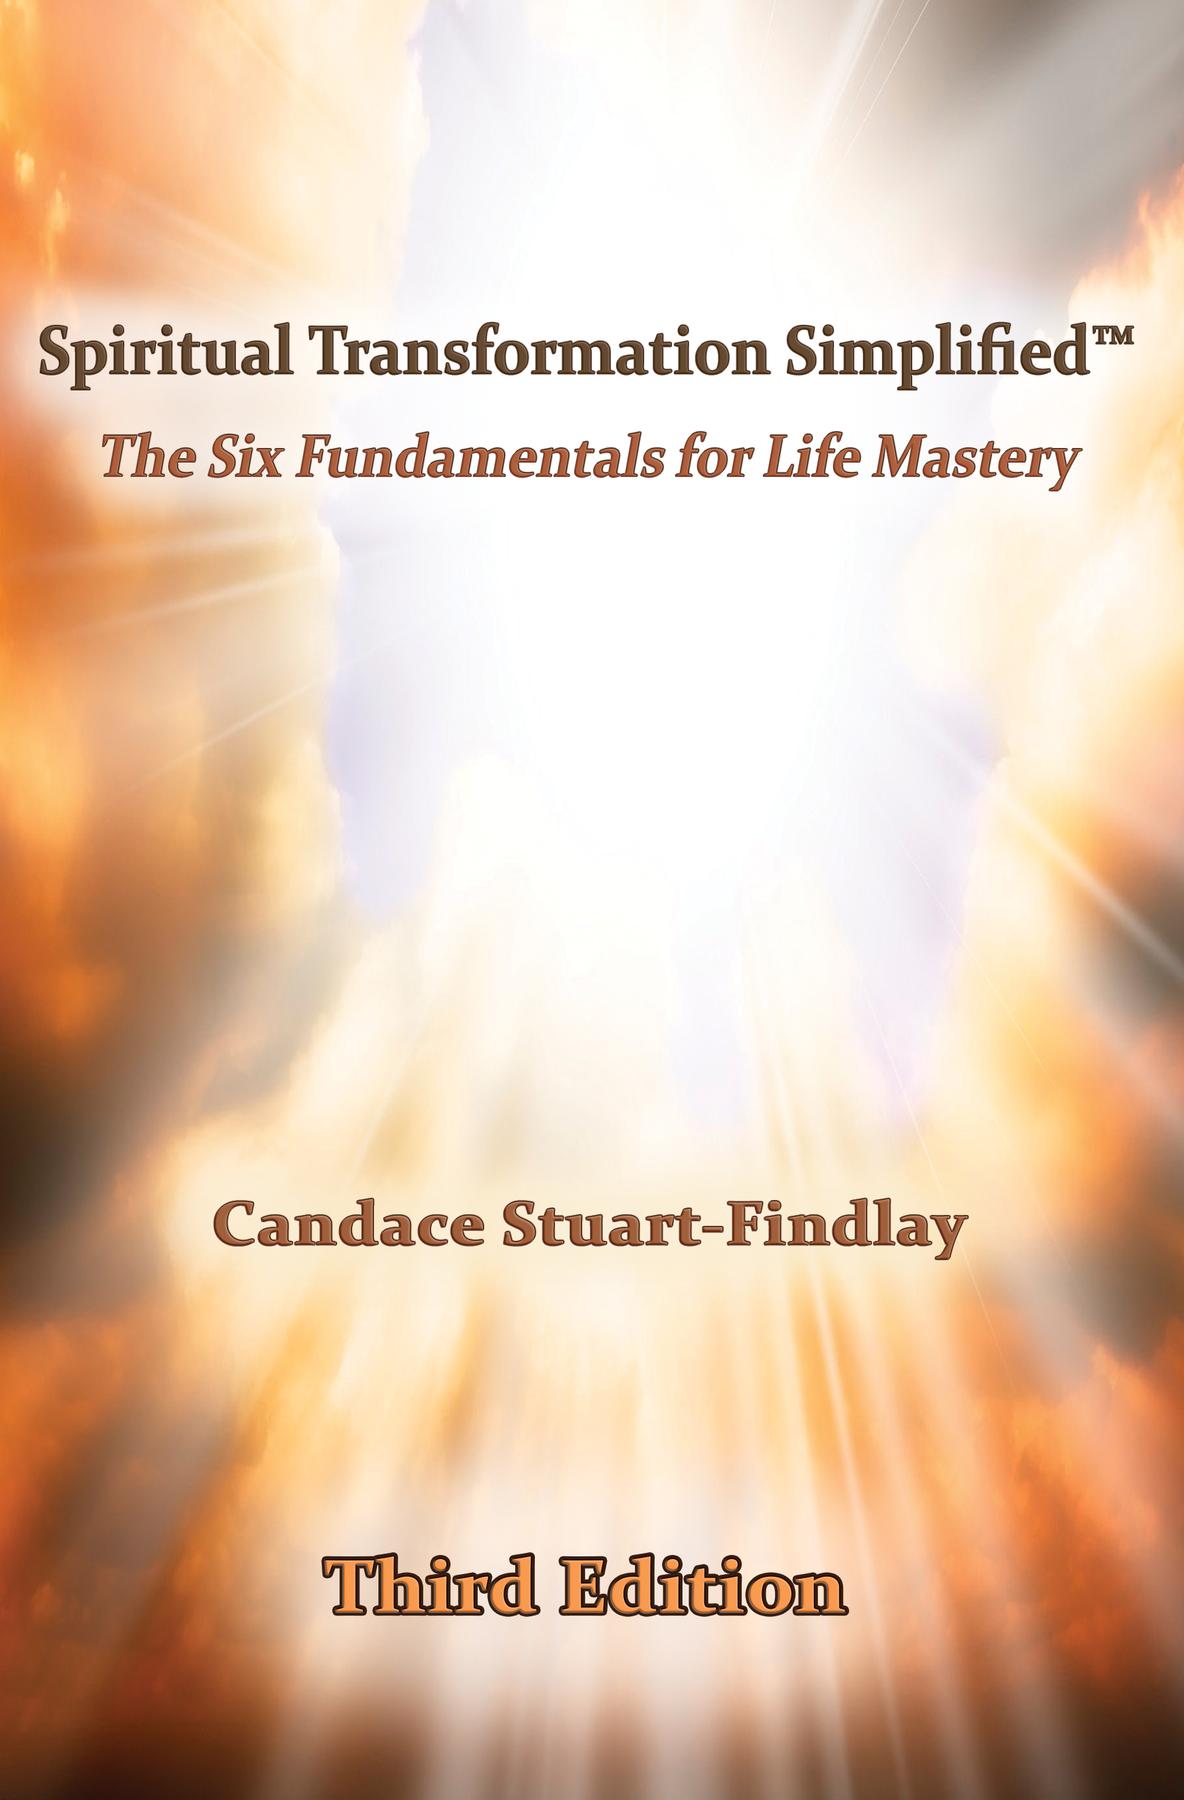 Spiritual Transformation Simplified™
The Six Fundamentals for Life Mastery
Candace Stuart-Findlay
Third Edition